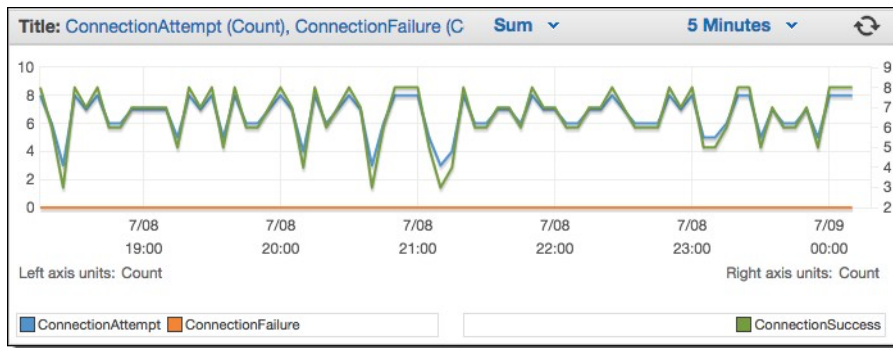 Title: ConnectionAttempt (Count), ConnectionFailure (C Sum 5 Minutes
10 9
8 8
7
6 6
5
4 4
2 3
0 2
7/08 7/08 7/08 7/08 7/08 7/09
19:00 20:00 21:00 22:00 23:00 00:00
Left axis units: Count Right axis units: Count
ConnectionAttempt ConnectionFailure ConnectionSuccess